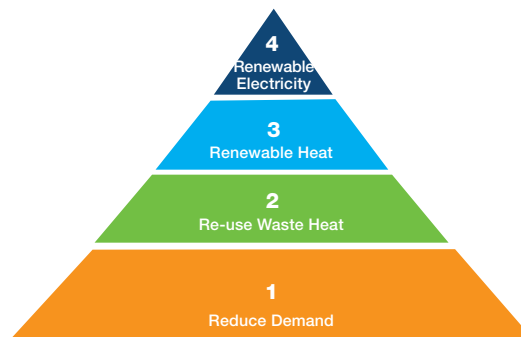 4
Renewable
Electricity
3
Renewable Heat
2
Re-use Waste Heat
1
Reduce Demand